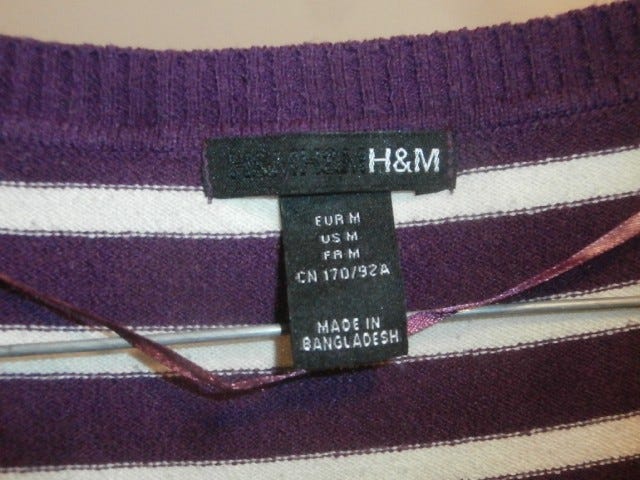 H&M
EUR M
US M
FR M
CN 170/92A
MADE IN
BANGLADESH